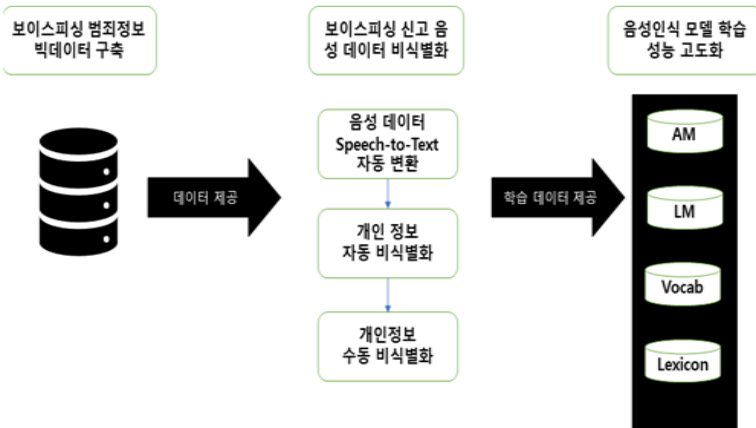 보이스피싱 범죄정보
빅데이터 구축
보이스피싱 신고 음
성 데이터 비식별화
음성인식 모델 학습
성능 고도화
데이터 제공
음성 데이터
Speech-to-Text
자동 변환
개인 정보
자동 비식별화
개인정보
수동 비식별화
학습 데이터 제공
AM
LM
Vocab
Lexicon